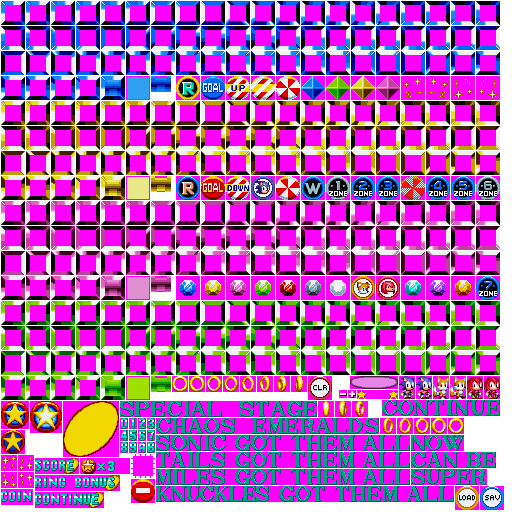 R GOAL UP
R GOAL DOWN W 1 ZONE 2 ZONE 3 ZONE 4 ZONE 5 ZONE 6 ZONE
7 ZONE
CLR
SPECIAL STAGE CONTINUE
CHAOS EMERALDS
SONIC GOT THEM ALL NOW
TAILS GOT THEM ALL CAN BE
SCORE ×3 MILES GOT THEM ALL SUPER
RING BONUS
COIN CONTINUE KNUCKLES GOT THEM ALL LOAD SAV